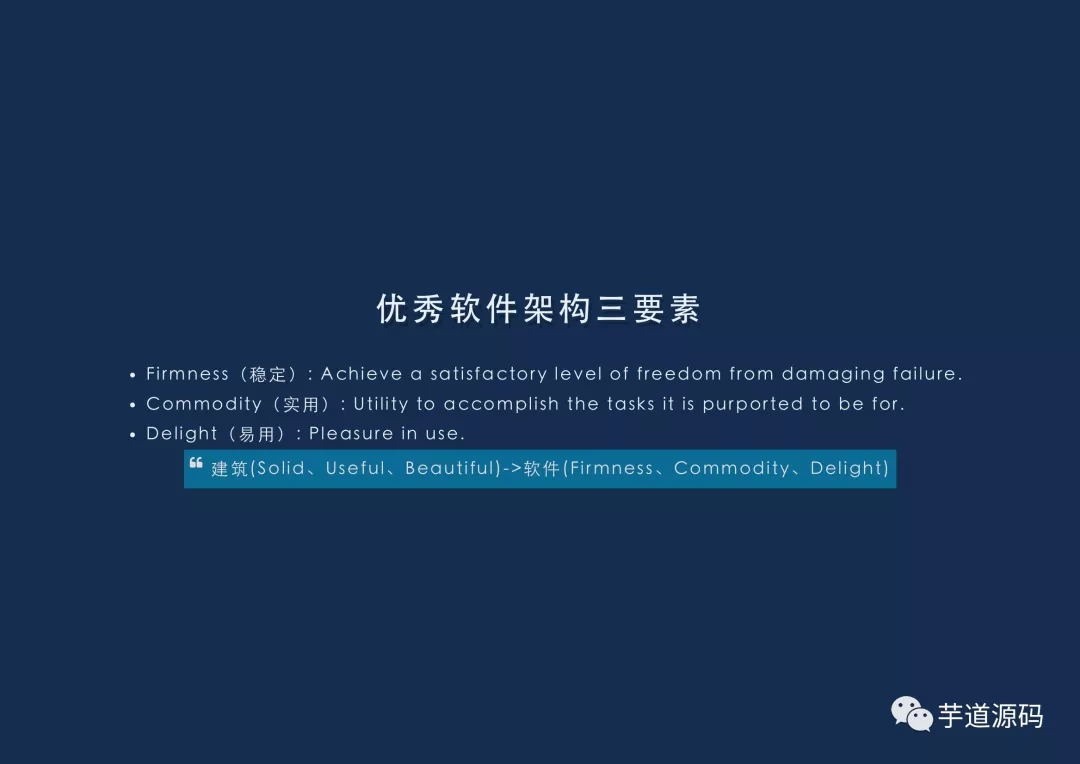 优秀软件架构三要素
• Firmness（稳定）: Achieve a satisfactory level of freedom from damaging failure.
• Commodity（实用）: Utility to accomplish the tasks it is purported to be for.
• Delight（易用）: Pleasure in use.
❝ 建筑(Solid、Useful、Beautiful)->软件(Firmness、Commodity、Delight)
芋道源码